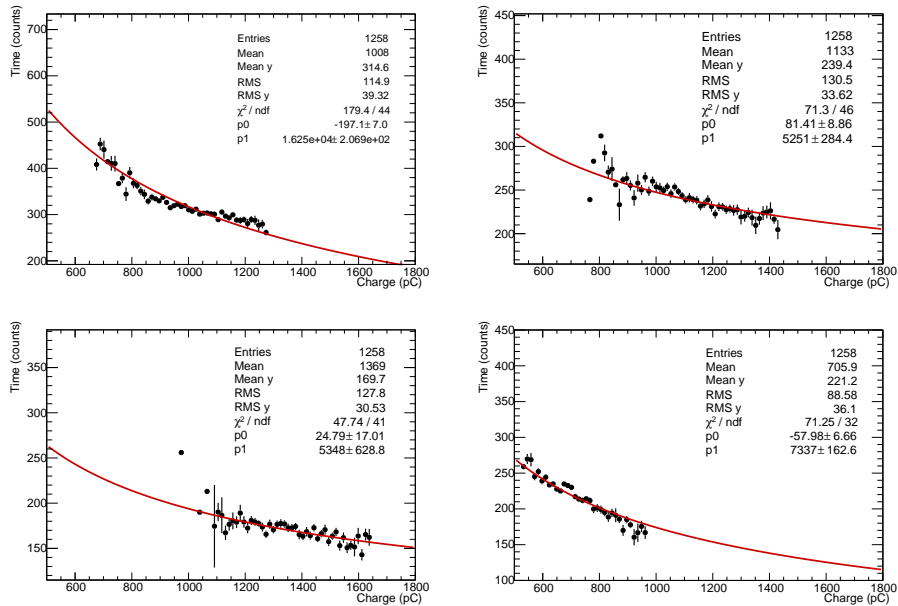 Time (counts)
700
600
500
400
300
200
600 800 1000 1200 1400 1600 1800
Charge (pC)
Entries 1258
Mean 1008
Mean y 314.6
RMS 114.9
RMS y 39.32
χ² / ndf 179.4 / 44
p0 -197.1± 7.0
p1 1.625e+04± 2.069e+02
Time (counts)
450
400
350
300
250
200
600 800 1000 1200 1400 1600 1800
Charge (pC)
Entries 1258
Mean 1133
Mean y 239.4
RMS 130.5
RMS y 33.62
χ² / ndf 71.3 / 46
p0 81.41± 8.86
p1 5251± 284.4
Time (counts)
350
300
250
200
150
600 800 1000 1200 1400 1600 1800
Charge (pC)
Entries 1258
Mean 1369
Mean y 169.7
RMS 127.8
RMS y 30.53
χ² / ndf 47.74 / 41
p0 24.79± 17.01
p1 5348± 628.8
Time (counts)
450
400
350
300
250
200
150
100
600 800 1000 1200 1400 1600 1800
Charge (pC)
Entries 1258
Mean 705.9
Mean y 221.2
RMS 88.58
RMS y 36.1
χ² / ndf 71.25 / 32
p0 -57.98± 6.66
p1 7337± 162.6